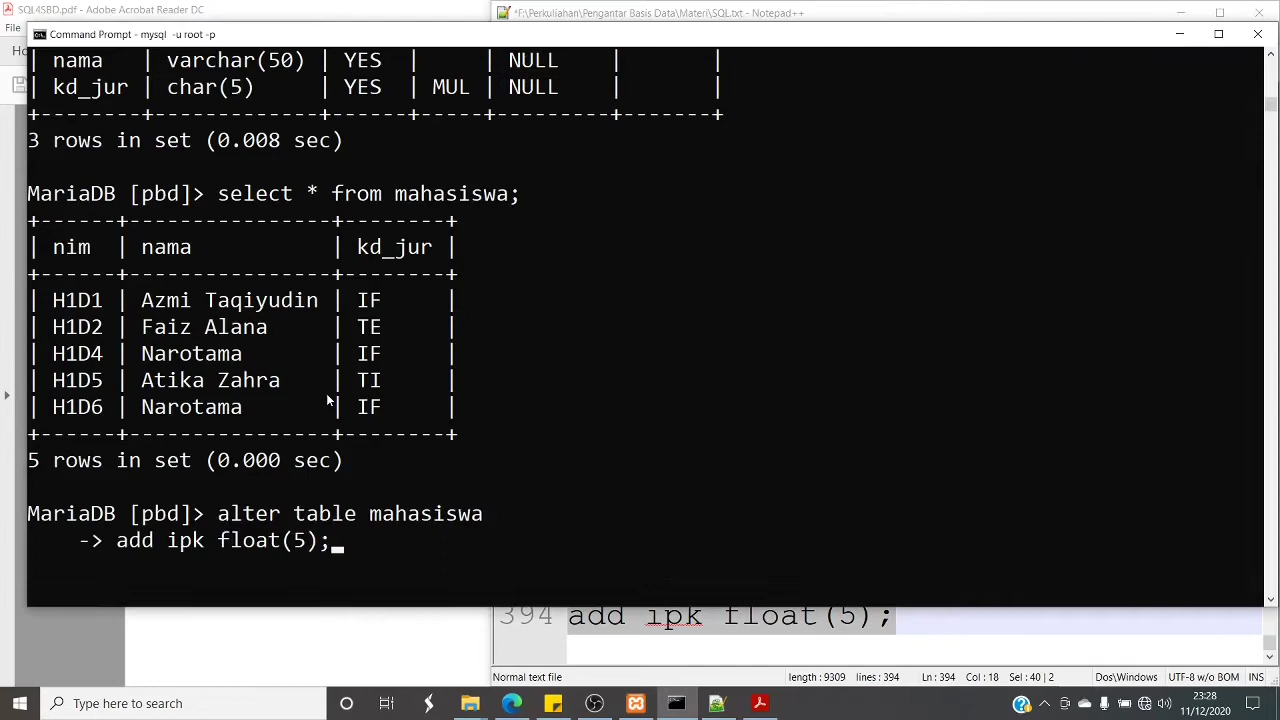 SQL4SBD.pdf - Adobe Acrobat Reader DC
*F:\Perkuliahan\Pengantar Basis Data\Materi\SQL.txt - Notepad++
File
Ho
Command Prompt - mysql -u root -p
| nama   | varchar(50) | YES  |     | NULL    |       |
| kd_jur | char(5)     | YES  | MUL | NULL    |       |
+--------+-------------+------+-----+---------+-------+
3 rows in set (0.008 sec)
MariaDB [pbd]> select * from mahasiswa;
+------+----------------+--------+
| nim  | nama           | kd_jur |
+------+----------------+--------+
| H1D1 | Azmi Taqiyudin | IF     |
| H1D2 | Faiz Alana     | TE     |
| H1D4 | Narotama       | IF     |
| H1D5 | Atika Zahra    | TI     |
| H1D6 | Narotama       | IF     |
+------+----------------+--------+
5 rows in set (0.000 sec)
MariaDB [pbd]> alter table mahasiswa
    -> add ipk float(5);
394 add ipk float(5);
Normal text file length : 9309 lines : 394 Ln : 394 Col : 18 Sel : 40 | 2 Dos\Windows UTF-8 w/o BOM INS
Type here to search
23:28
11/12/2020